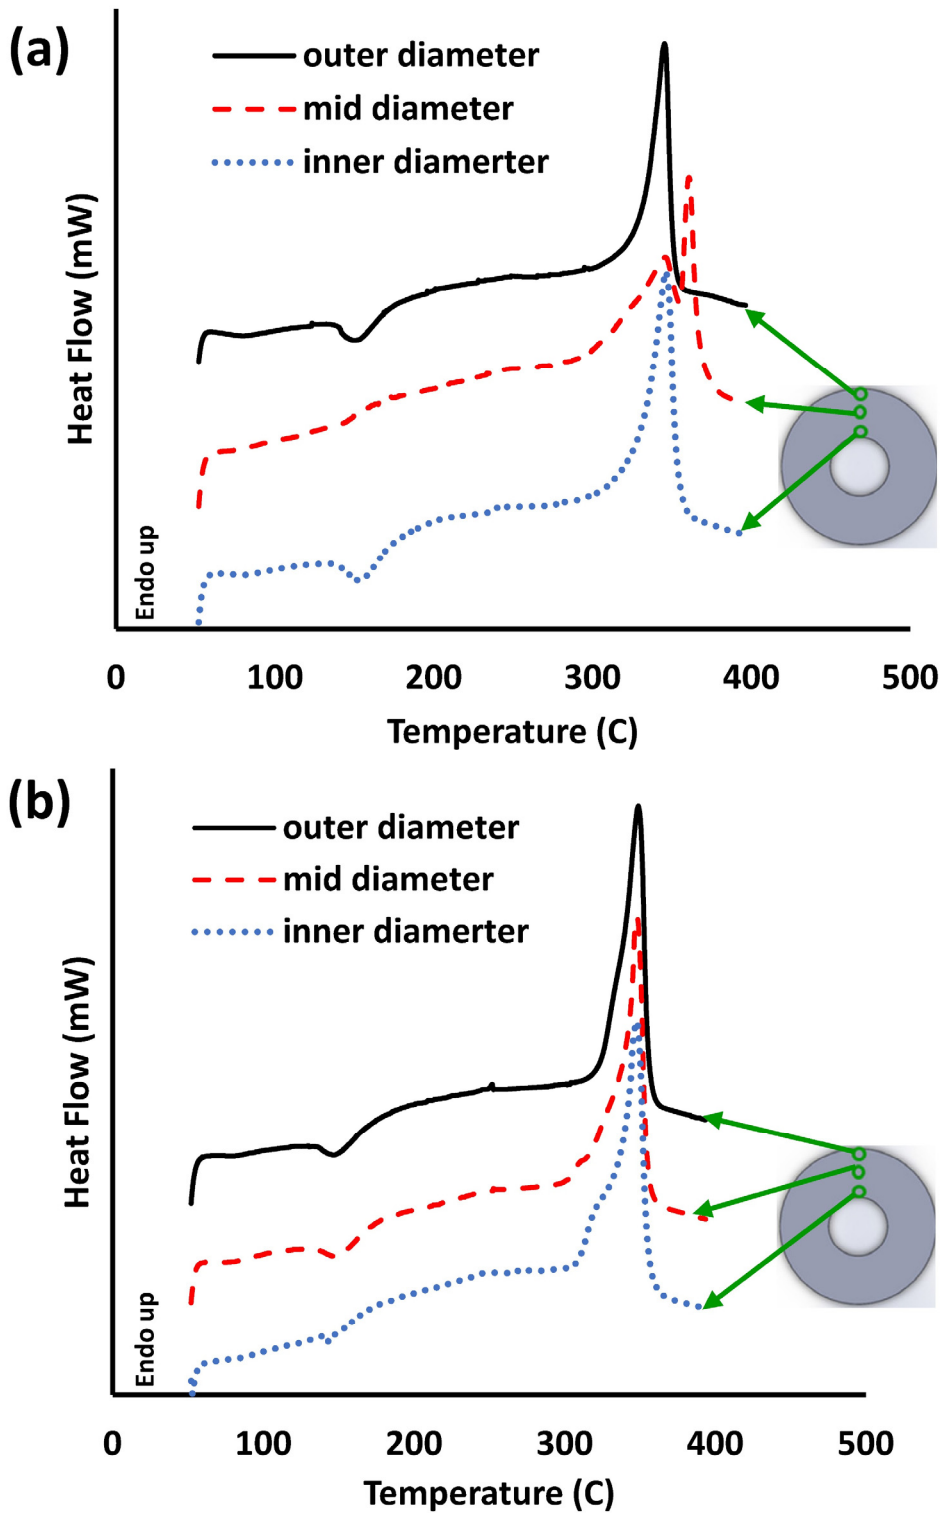 (a)
outer diameter
mid diameter
inner diamerter
Heat Flow (mW)
Endo up
0 100 200 300 400 500
Temperature (C)
(b)
outer diameter
mid diameter
inner diamerter
Heat Flow (mW)
Endo up
0 100 200 300 400 500
Temperature (C)